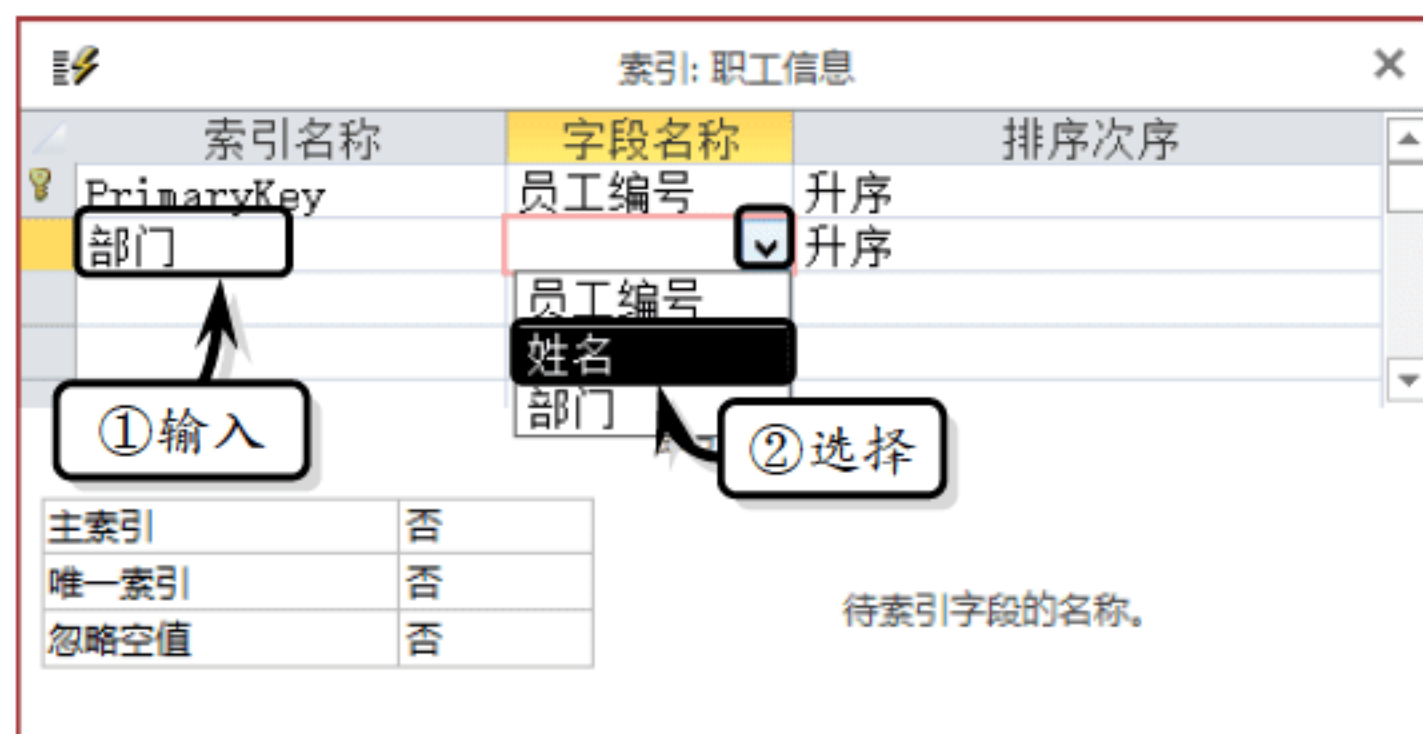 索引: 职工信息
索引名称 字段名称 排序次序
PrimaryKey 员工编号 升序
部门 升序
员工编号
姓名
部门
①输入
②选择
主索引 否
唯一索引 否
忽略空值 否
待索引字段的名称。